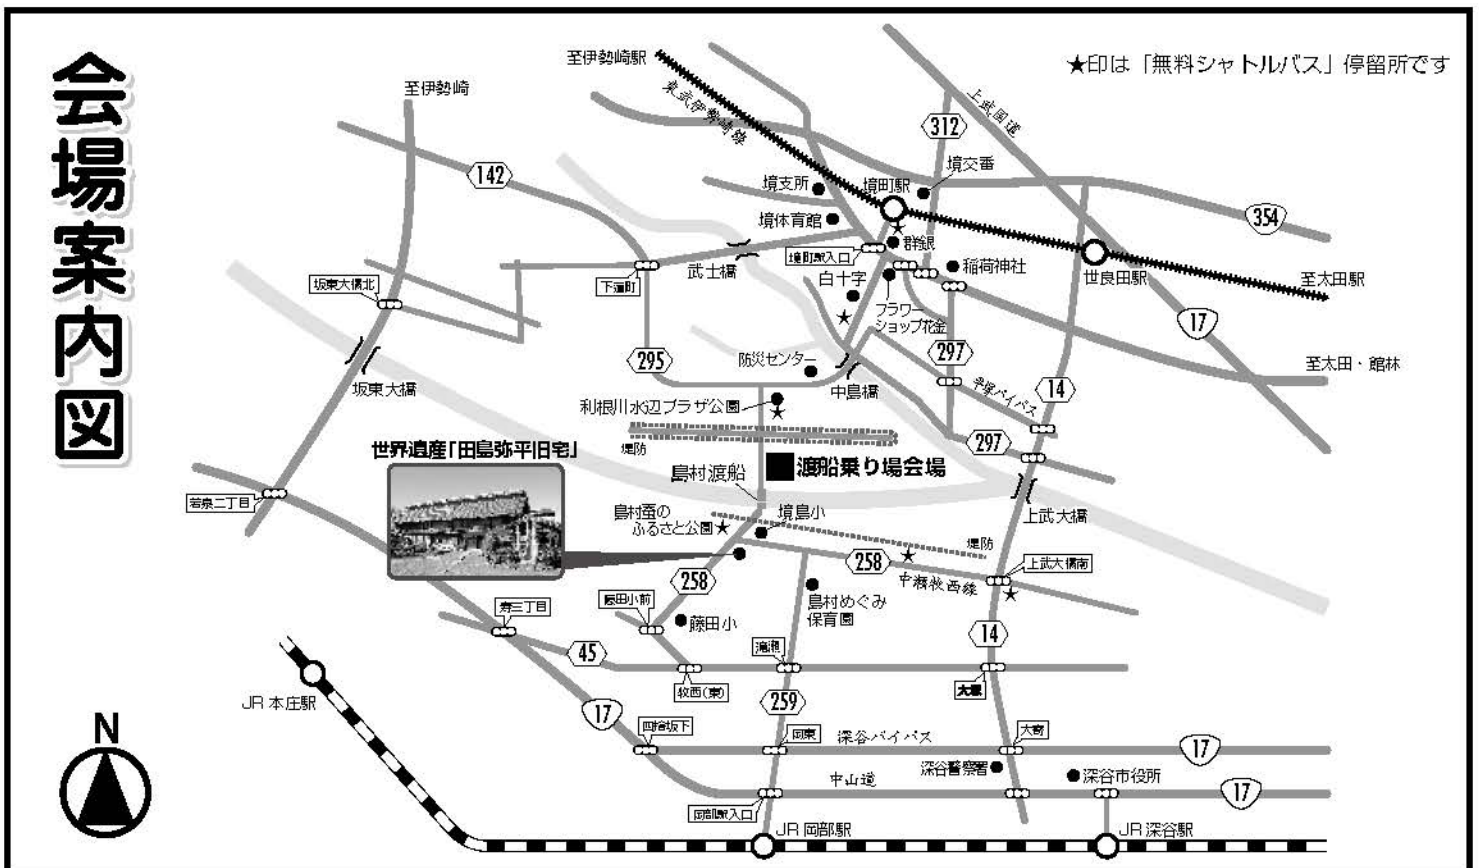 会場案内図
★印は「無料シャトルバス」停留所です
至伊勢崎駅
至伊勢崎
東武伊勢崎線
上武国道
312
142
境交番
境支所
境町駅
354
境体育館
群銀
境町駅入口
稲荷神社
世良田駅
武士橋
下蓮町
白十字
至太田駅
坂東大橋北
フラワー
ショップ花金
17
295
防災センター
297
至太田・館林
坂東大橋
中島橋
平塚バイパス
14
利根川水辺プラザ公園
297
堤防
世界遺産「田島弥平旧宅」
渡船乗り場会場
島村渡船
若泉二丁目
上武大橋
島村蚕の
ふるさと公園
境島小
堤防
258
上武大橋南
258
中瀬牧西線
藤田小前
島村めぐみ
保育園
寿三丁目
藤田小
14
45
滝瀬
牧西(東)
大塚
JR 本庄駅
259
17
四捨坂下
岡東
深谷バイパス
大寄
17
N
深谷警察署
深谷市役所
中山道
17
岡部駅入口
JR 岡部駅
JR 深谷駅